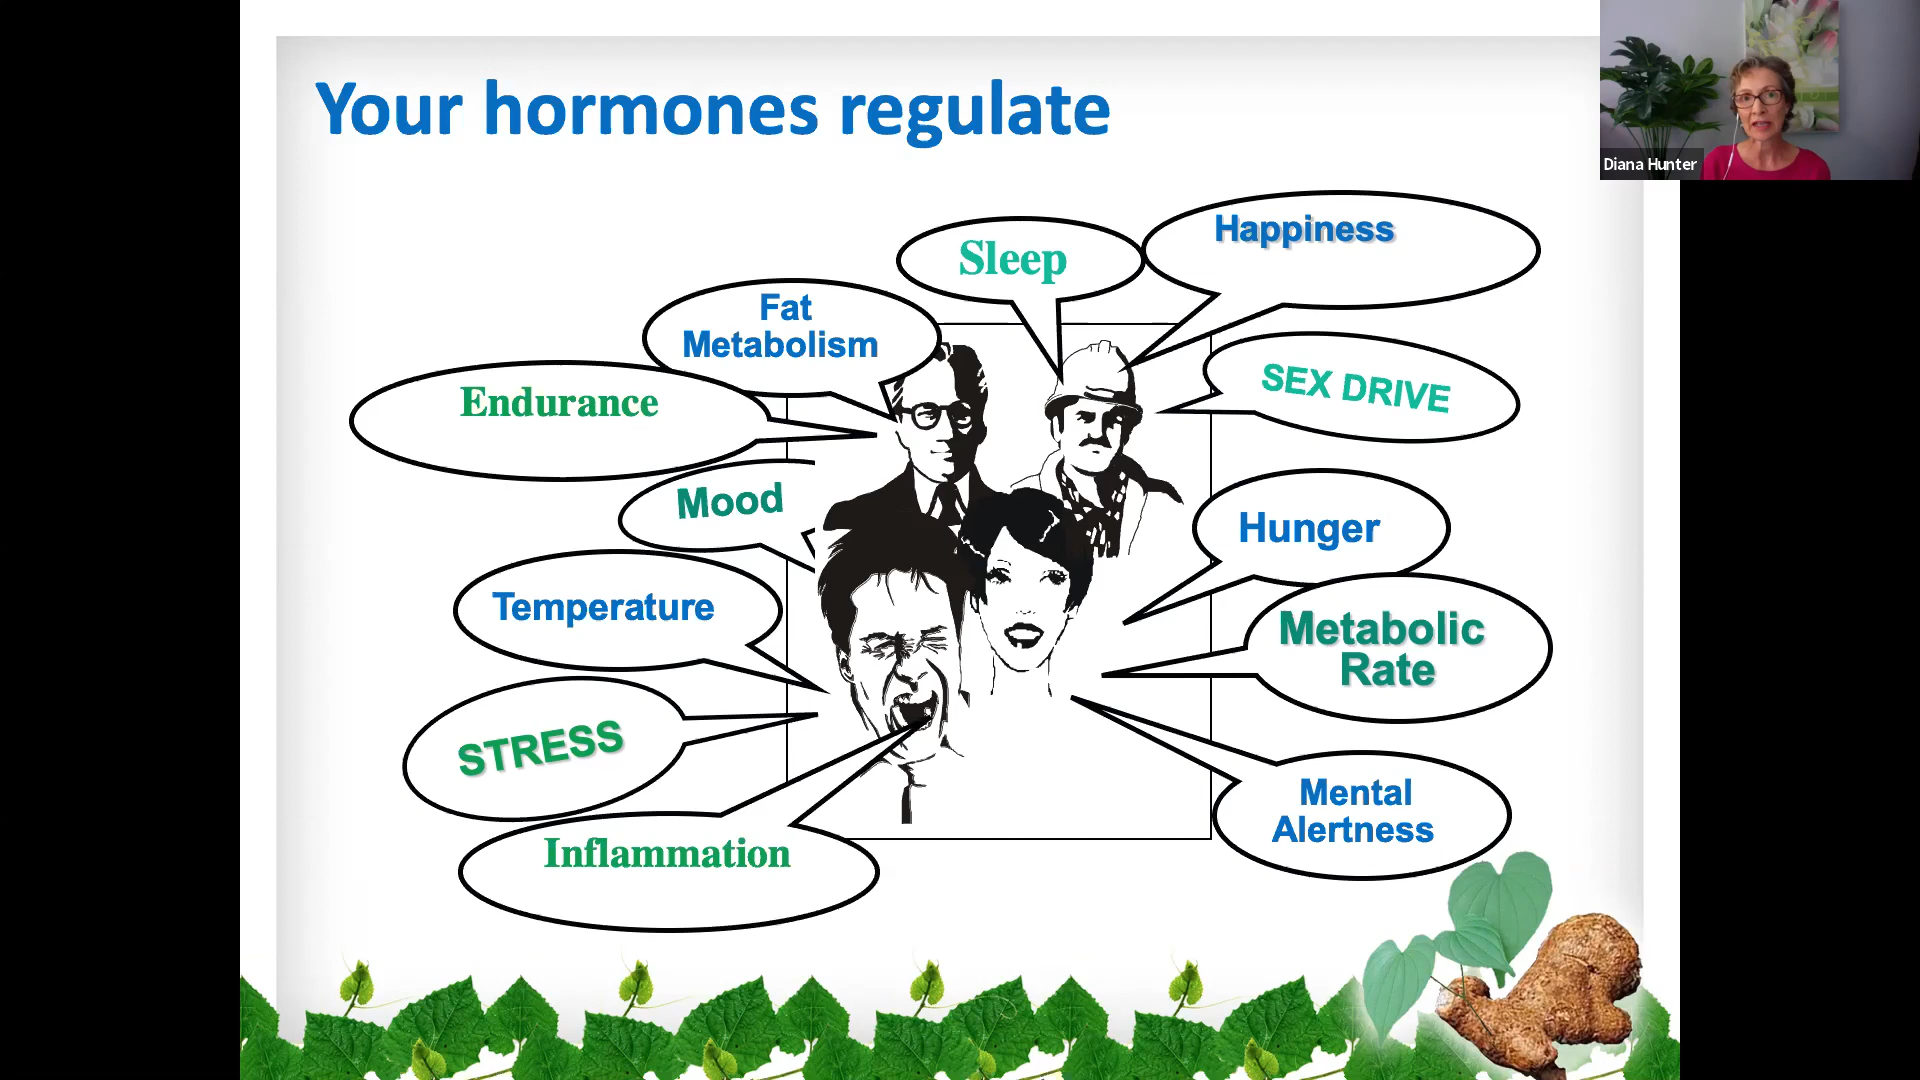 Your hormones regulate
Diana Hunter
Sleep
Happiness
Fat
Metabolism
SEX DRIVE
Endurance
Mood
Hunger
Temperature
Metabolic
Rate
STRESS
Mental
Alertness
Inflammation